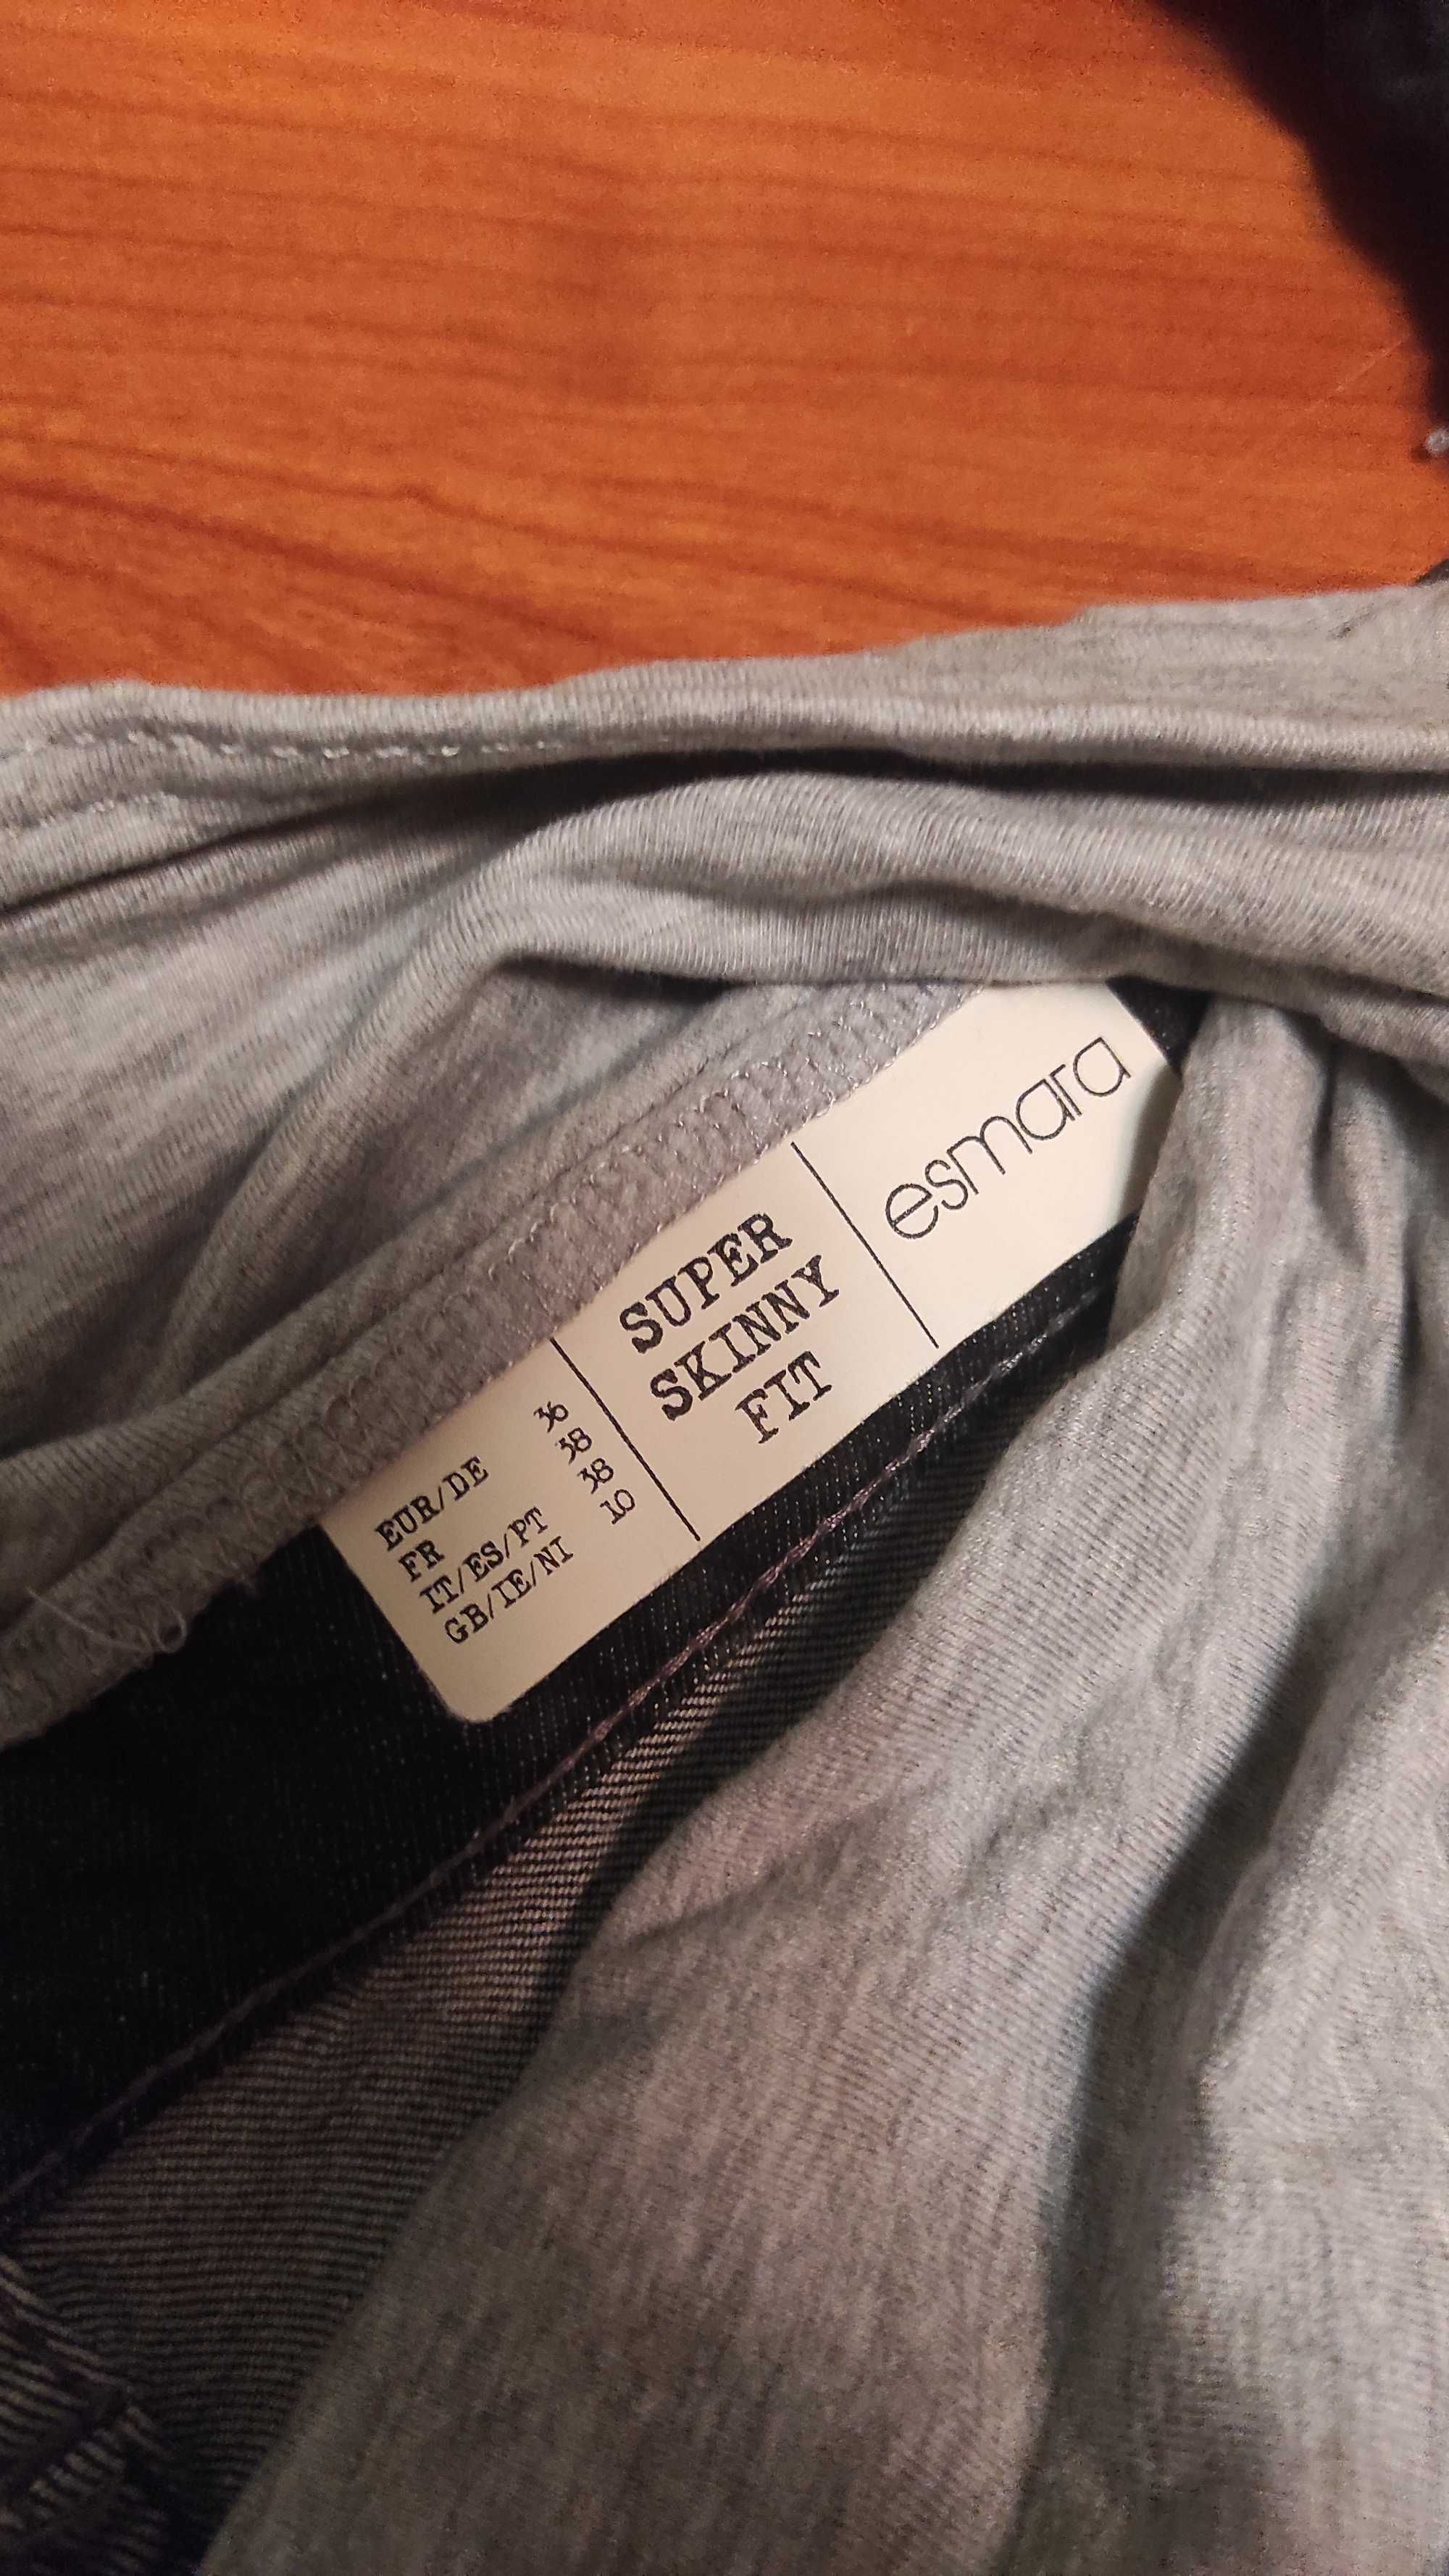 esmara
SUPER
SKINNY
FIT
EUR/DE 36
FR 38
IT/ES/PT 38
GB/IE/NI 10